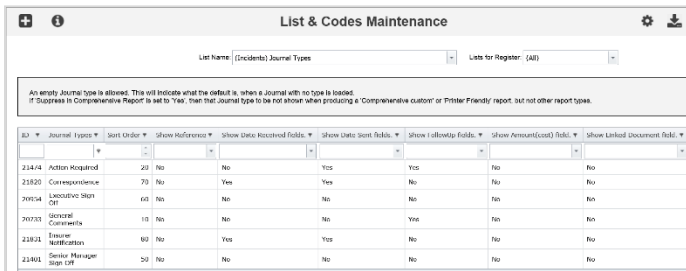 List & Codes Maintenance
List Name: (Incidents) Journal Types Lists for Register: (All)
An empty Journal type is allowed. This will indicate what the default is, when a Journal with no type is loaded.
If 'Suppress In Comprehensive Report' is set to 'Yes', then that Journal type to be not shown when producing a 'Comprehensive custom' or 'Printer Friendly' report, but not other report types.
ID Journal Types Sort Order Show Reference Show Date Received fields. Show Date Sent fields. Show FollowUp fields. Show Amount(cost) field. Show Linked Document field.
21474 Action Required 20 No No Yes Yes No No
21820 Correspondence 70 No Yes Yes No No No
20954 Executive Sign Off 60 No No No No No No
20233 General Comments 10 No No No Yes No No
21831 Insurer Notification 80 No Yes Yes No No No
21401 Senior Manager Sign Off 50 No No No No No No